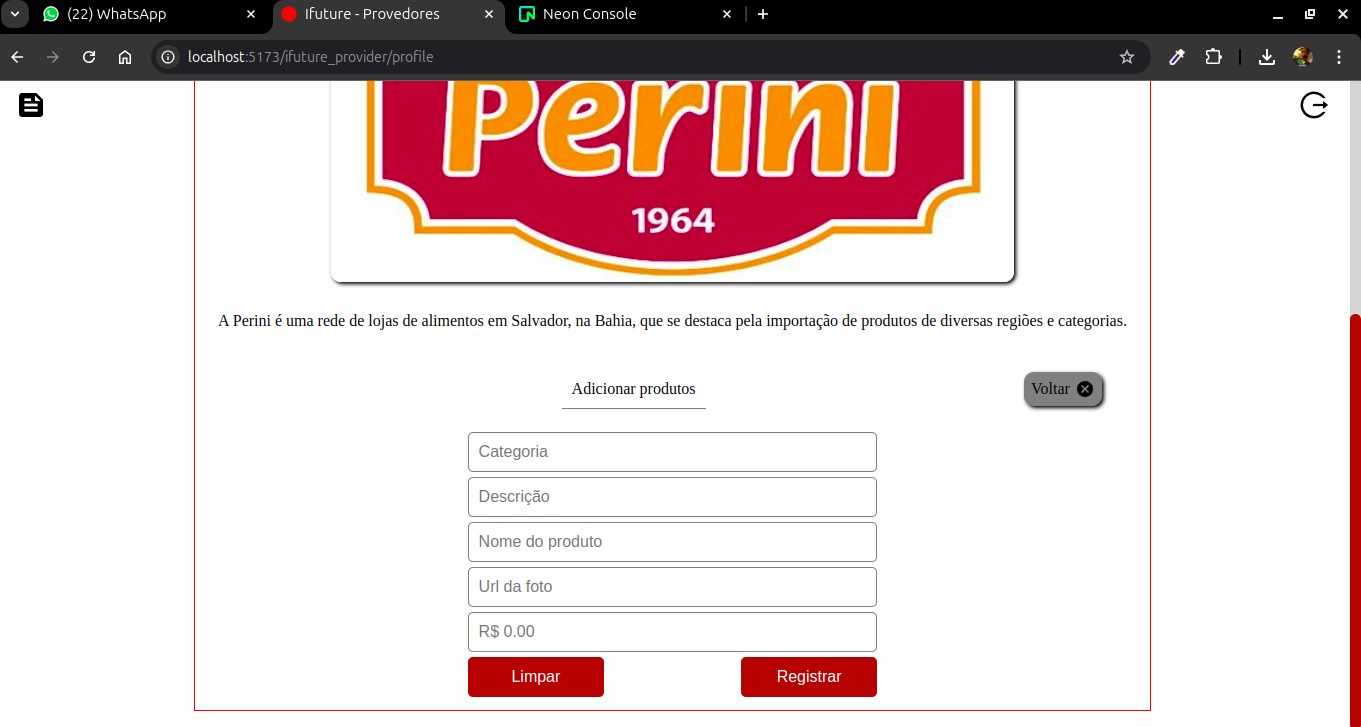 (22) WhatsApp
Ifuture - Provedores
Neon Console
localhost:5173/ifuture_provider/profile
Perini
1964
A Perini é uma rede de lojas de alimentos em Salvador, na Bahia, que se destaca pela importação de produtos de diversas regiões e categorias.
Adicionar produtos
Voltar
Categoria
Descrição
Nome do produto
Url da foto
R$ 0.00
Limpar
Registrar